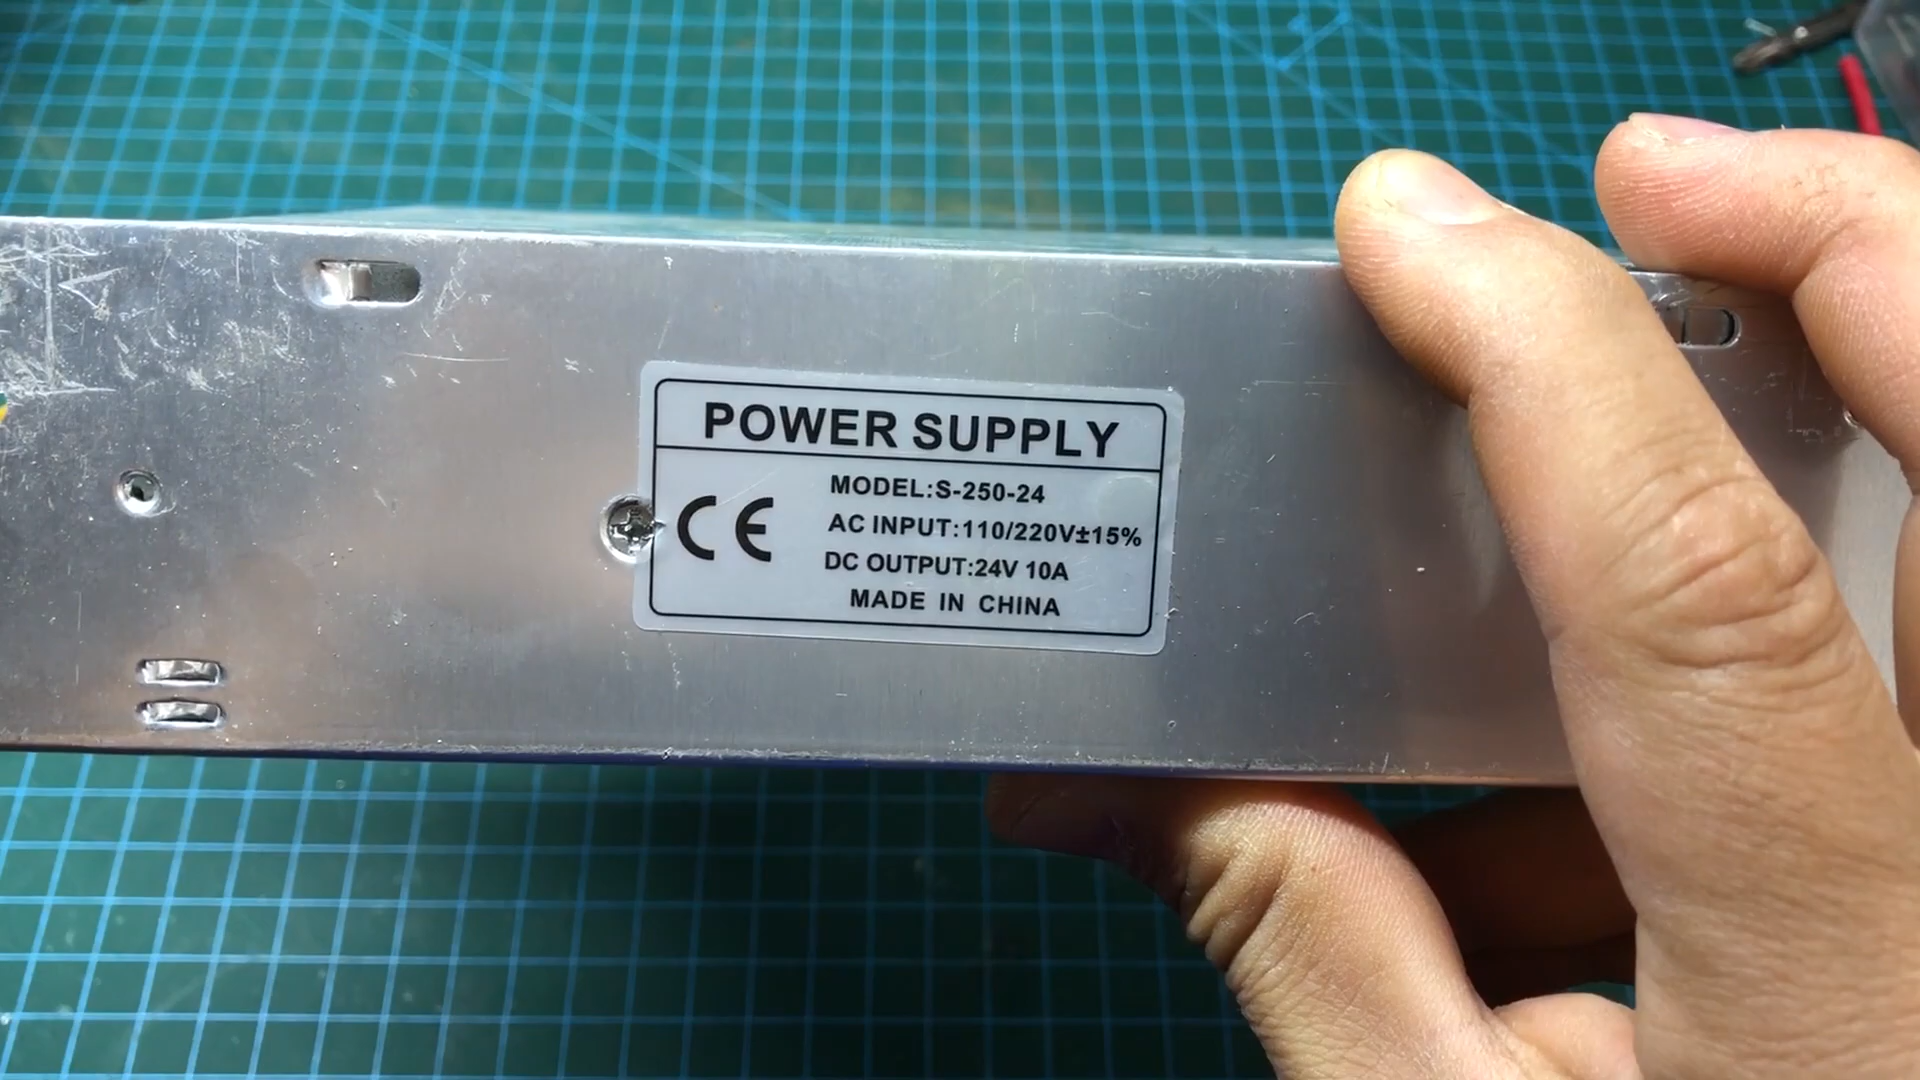 POWER SUPPLY
CE
MODEL:S-250-24
AC INPUT:110/220V±15%
DC OUTPUT:24V 10A
MADE IN CHINA